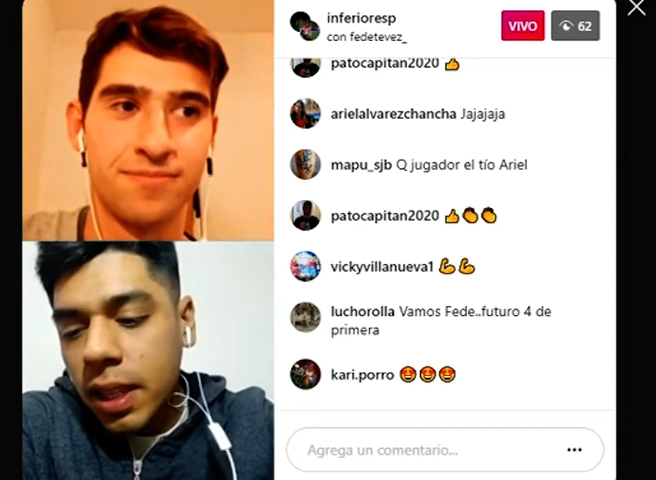 inferioresp
con fedetevez_
VIVO
62
patocapitan2020 👍
arielalvarezchancha Jajajaja
mapu_sjb Q jugador el tío Ariel
patocapitan2020 👍👏👏
vickyvillanueva1 💪💪
luchorolla Vamos Fede..futuro 4 de
primera
kari.porro 🤩🤩🤩
Agrega un comentario...